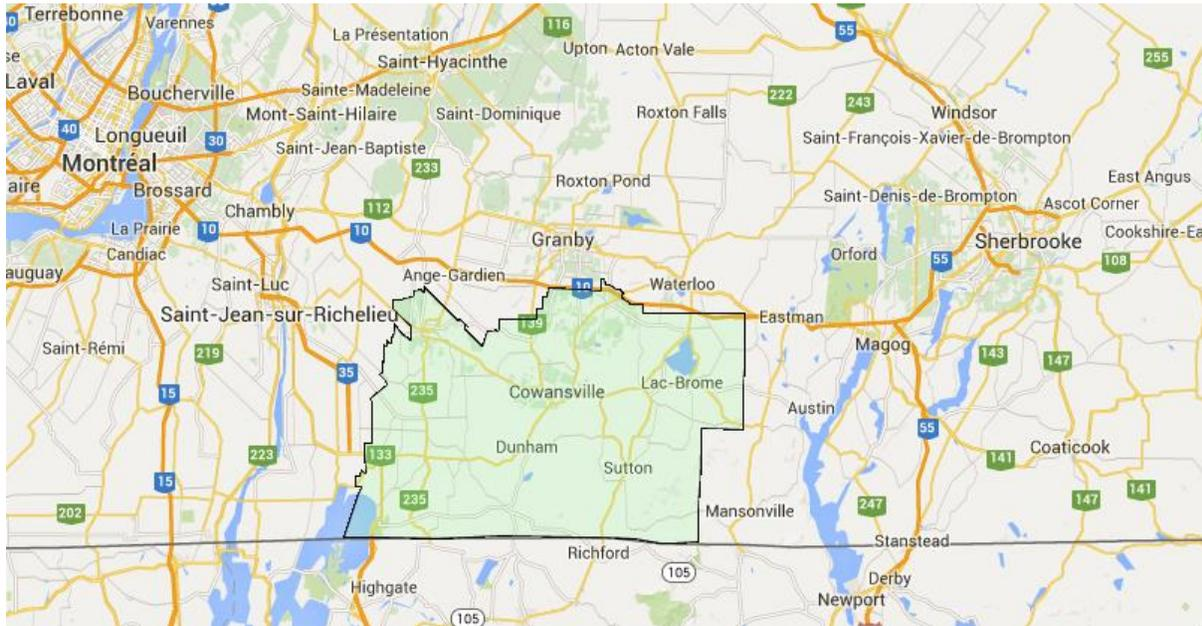 Terrebonne
Varennes
La Présentation
116
55
Upton Acton Vale
255
Saint-Hyacinthe
Laval
Boucherville
Sainte-Madeleine
222
243
Windsor
40
Longueuil
30
Mont-Saint-Hilaire
Saint-Dominique
Roxton Falls
Saint-François-Xavier-de-Brompton
Montréal
Saint-Jean-Baptiste
233
aire
Brossard
Roxton Pond
East Angus
Saint-Denis-de-Brompton
Chambly
112
Ascot Corner
La Prairie
10
10
Granby
Sherbrooke
Cookshire-Ea
Candiac
Orford
55
108
auguay
Saint-Luc
Ange-Gardien
10
Waterloo
Saint-Jean-sur-Richelieu
139
Eastman
Saint-Rémi
219
Magog
143
147
35
Cowansville
Lac-Brome
15
235
Austin
55
223
133
Dunham
Coaticook
Sutton
141
15
141
235
147
202
247
Mansonville
Richford
Stanstead
105
Highgate
Derby
Newport
105